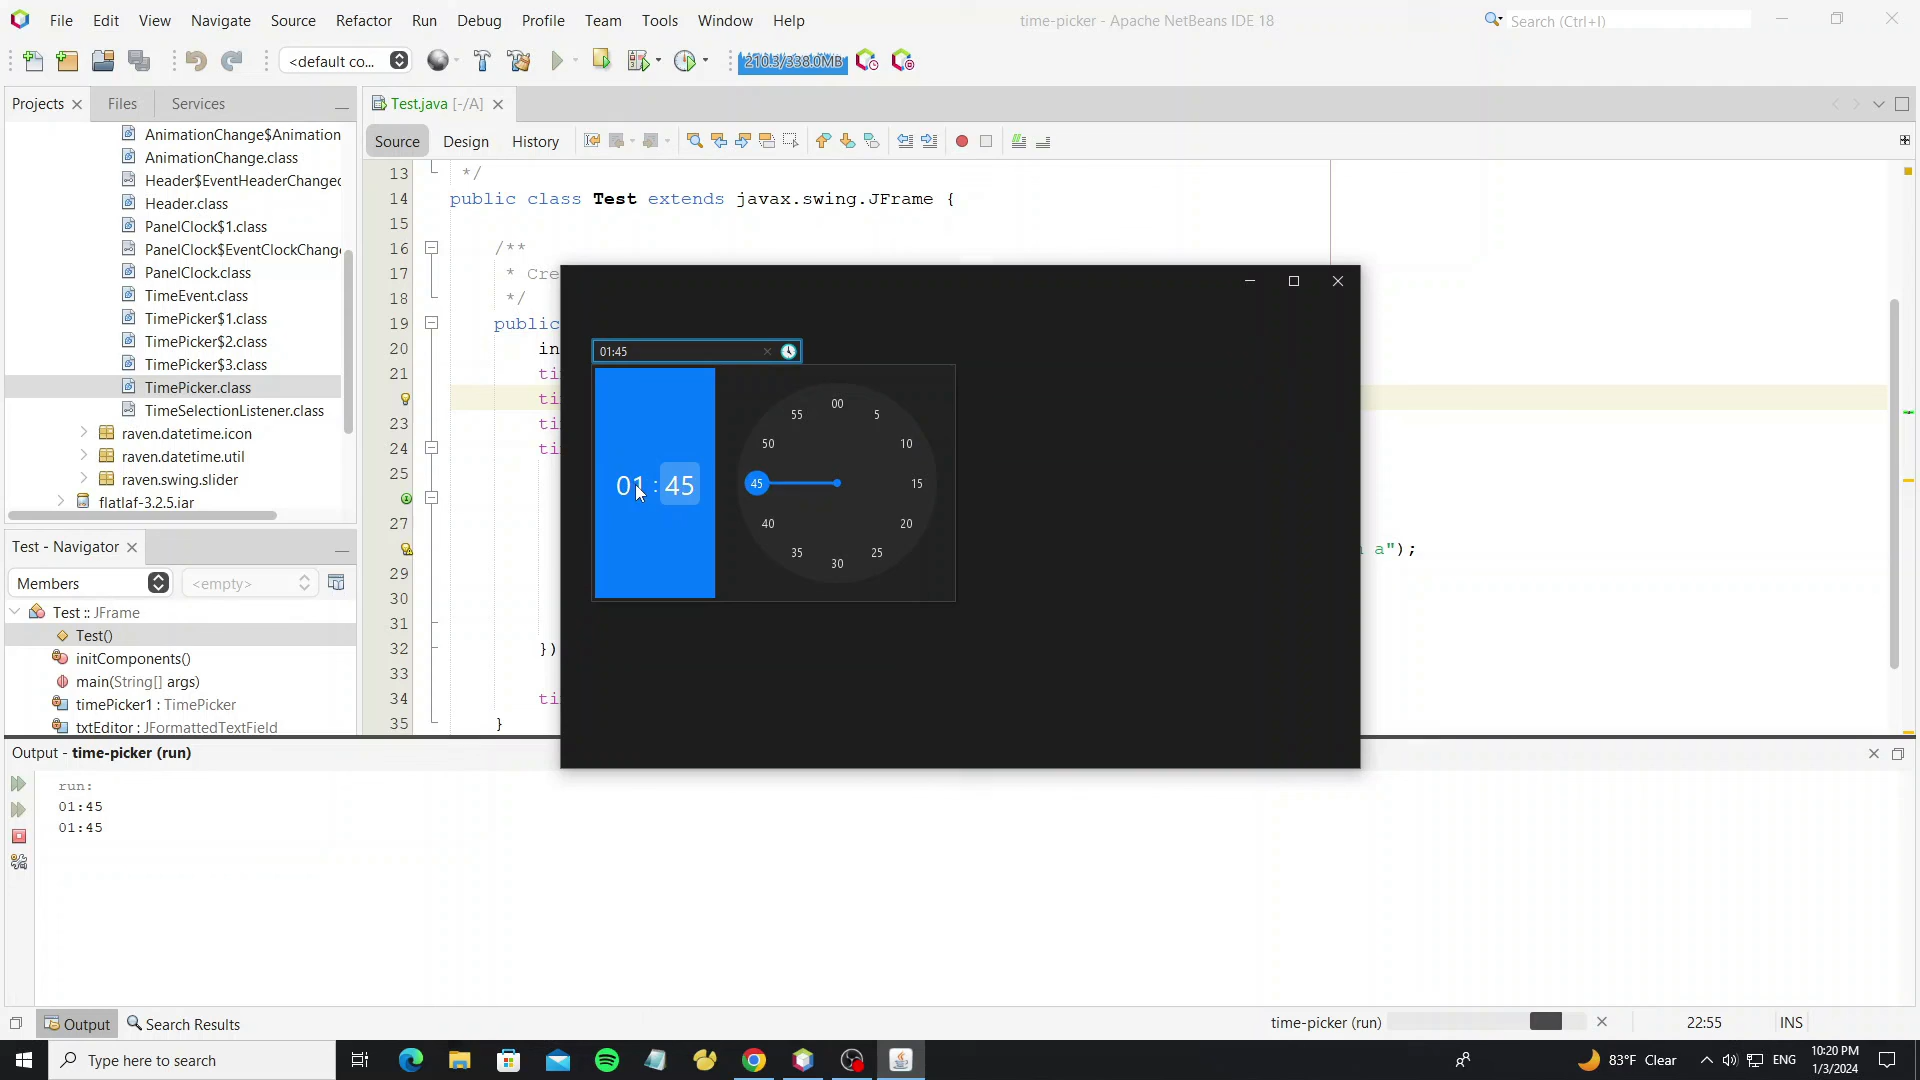 File Edit View Navigate Source Refactor Run Debug Profile Team Tools Window Help
time-picker - Apache NetBeans IDE 18
Search (Ctrl+I)
<default co...
210.3/338.0MB
Projects
Files
Services
Test.java [-/A]
Source Design History
AnimationChange$Animation
AnimationChange.class
Header$EventHeaderChanged
Header.class
PanelClock$1.class
PanelClock$EventClockChange
PanelClock.class
TimeEvent.class
TimePicker$1.class
TimePicker$2.class
TimePicker$3.class
TimePicker.class
TimeSelectionListener.class
raven.datetime.icon
raven.datetime.util
raven.swing.slider
flatlaf-3.2.5.jar
13 */
14 public class Test extends javax.swing.JFrame {
15
16 /**
17 * Cre
18 */
19 public
20 in
21 ti
ti
23 ti
24 ti
25
27
a");
29
30
31
32 })
33
34 ti
35 }
01:45
01 : 45
00
5
10
15
20
25
30
35
40
45
50
55
Test - Navigator
Members
<empty>
Test :: JFrame
Test()
initComponents()
main(String[] args)
timePicker1 : TimePicker
txtEditor : JFormattedTextField
Output - time-picker (run)
run:
01:45
01:45
Output
Search Results
time-picker (run)
22:55
INS
Type here to search
83°F Clear
ENG
10:20 PM
1/3/2024